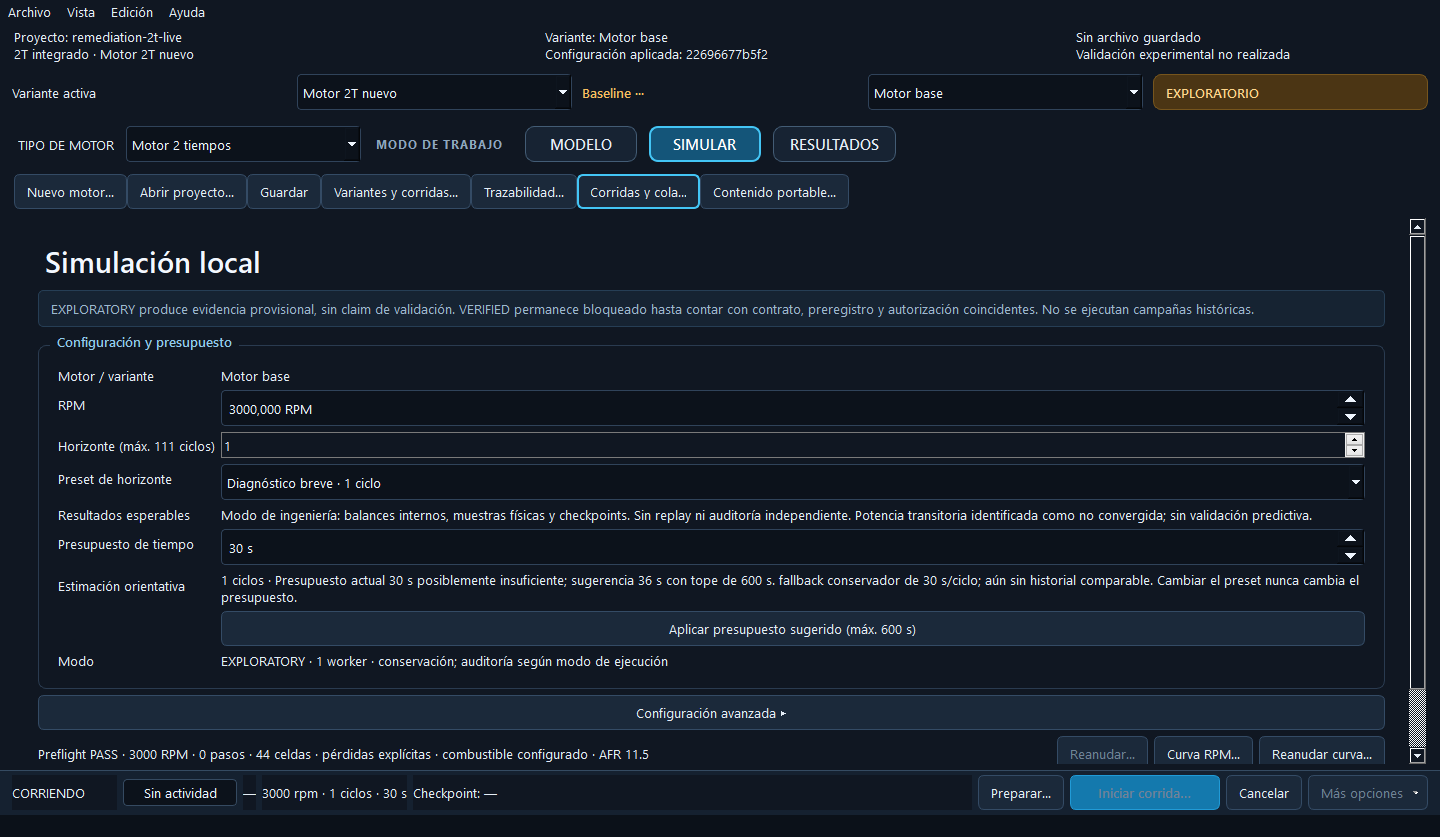 Archivo Vista Edición Ayuda
Proyecto: remediation-2t-live
2T integrado · Motor 2T nuevo
Variante: Motor base
Configuración aplicada: 22696677b5f2
Sin archivo guardado
Validación experimental no realizada
Variante activa
Motor 2T nuevo
Baseline ···
Motor base
EXPLORATORIO
TIPO DE MOTOR
Motor 2 tiempos
MODO DE TRABAJO
MODELO
SIMULAR
RESULTADOS
Nuevo motor...
Abrir proyecto...
Guardar
Variantes y corridas...
Trazabilidad...
Corridas y cola...
Contenido portable...
Simulación local
EXPLORATORY produce evidencia provisional, sin claim de validación. VERIFIED permanece bloqueado hasta contar con contrato, preregistro y autorización coincidentes. No se ejecutan campañas históricas.
Configuración y presupuesto
Motor / variante
Motor base
RPM
3000,000 RPM
Horizonte (máx. 111 ciclos)
1
Preset de horizonte
Diagnóstico breve · 1 ciclo
Resultados esperables
Modo de ingeniería: balances internos, muestras físicas y checkpoints. Sin replay ni auditoría independiente. Potencia transitoria identificada como no convergida; sin validación predictiva.
Presupuesto de tiempo
30 s
Estimación orientativa
1 ciclos · Presupuesto actual 30 s posiblemente insuficiente; sugerencia 36 s con tope de 600 s. fallback conservador de 30 s/ciclo; aún sin historial comparable. Cambiar el preset nunca cambia el
presupuesto.
Aplicar presupuesto sugerido (máx. 600 s)
Modo
EXPLORATORY · 1 worker · conservación; auditoría según modo de ejecución
Configuración avanzada ▸
Preflight PASS · 3000 RPM · 0 pasos · 44 celdas · pérdidas explícitas · combustible configurado · AFR 11.5
Reanudar...
Curva RPM...
Reanudar curva...
CORRIENDO
Sin actividad
— 3000 rpm · 1 ciclos · 30 s
Checkpoint: —
Preparar...
Iniciar corrida...
Cancelar
Más opciones